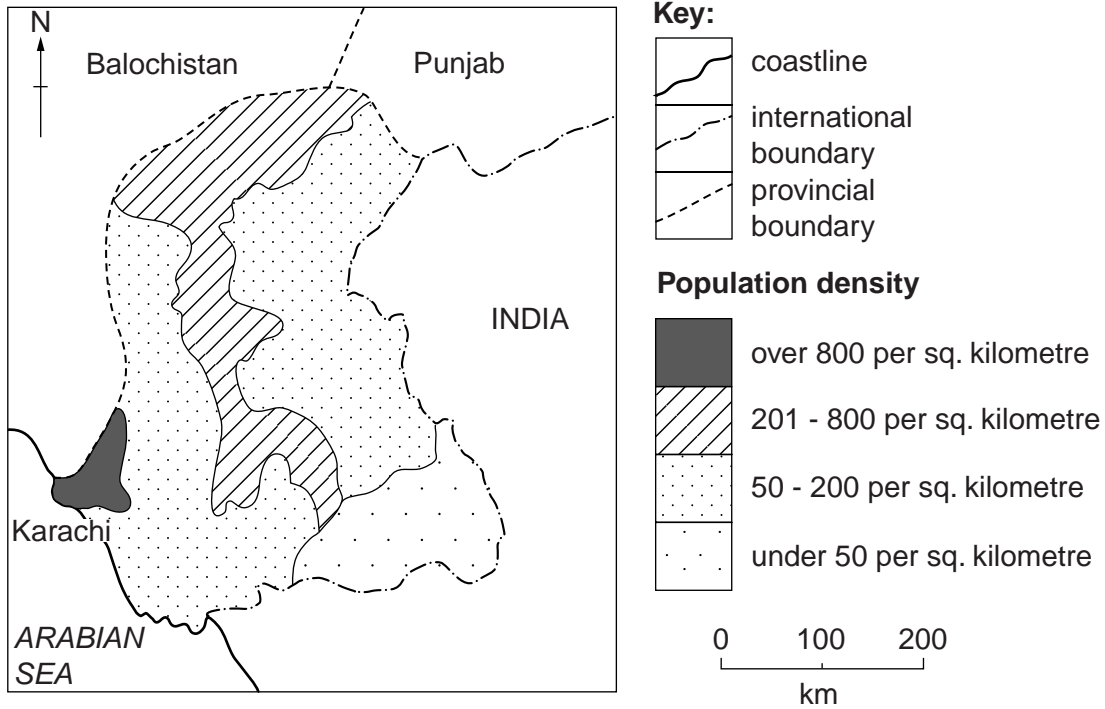 N
Balochistan
Punjab
INDIA
Karachi
ARABIAN
SEA
Key:
coastline
international
boundary
provincial
boundary
Population density
over 800 per sq. kilometre
201 - 800 per sq. kilometre
50 - 200 per sq. kilometre
under 50 per sq. kilometre
0 100 200
km